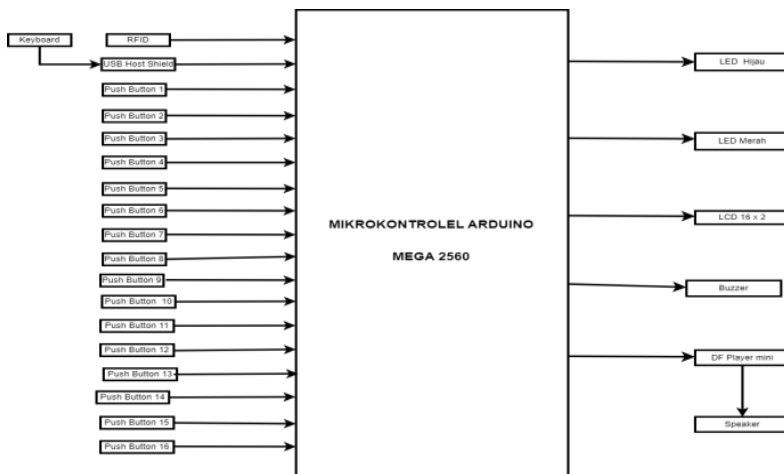 Keyboard
RFID
USB Host Shield
Push Button 1
Push Button 2
Push Button 3
Push Button 4
Push Button 5
Push Button 6
Push Button 7
Push Button 8
Push Button 9
Push Button 10
Push Button 11
Push Button 12
Push Button 13
Push Button 14
Push Button 15
Push Button 16
MIKROKONTROLEL ARDUINO
MEGA 2560
LED Hijau
LED Merah
LCD 16 x 2
Buzzer
DF Player mini
Speaker